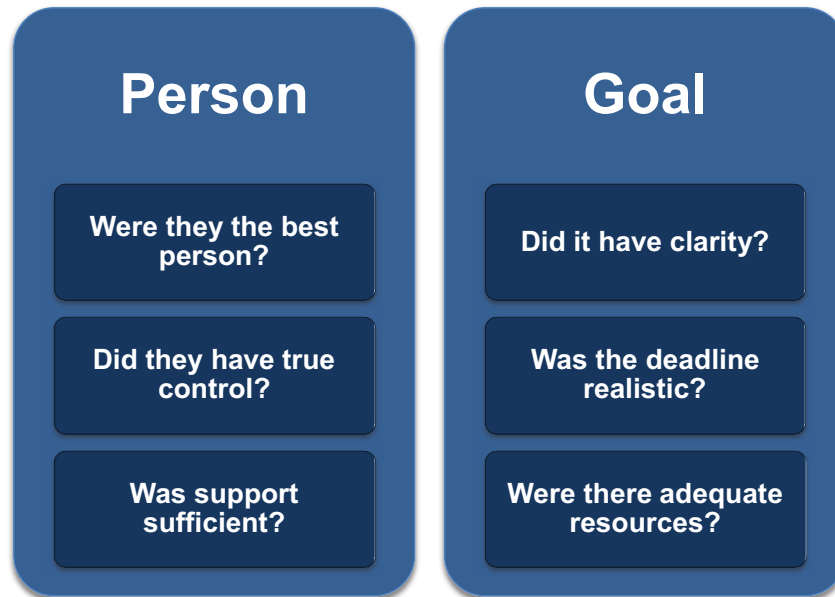 Person
Were they the best
person?
Did they have true
control?
Was support
sufficient?
Goal
Did it have clarity?
Was the deadline
realistic?
Were there adequate
resources?